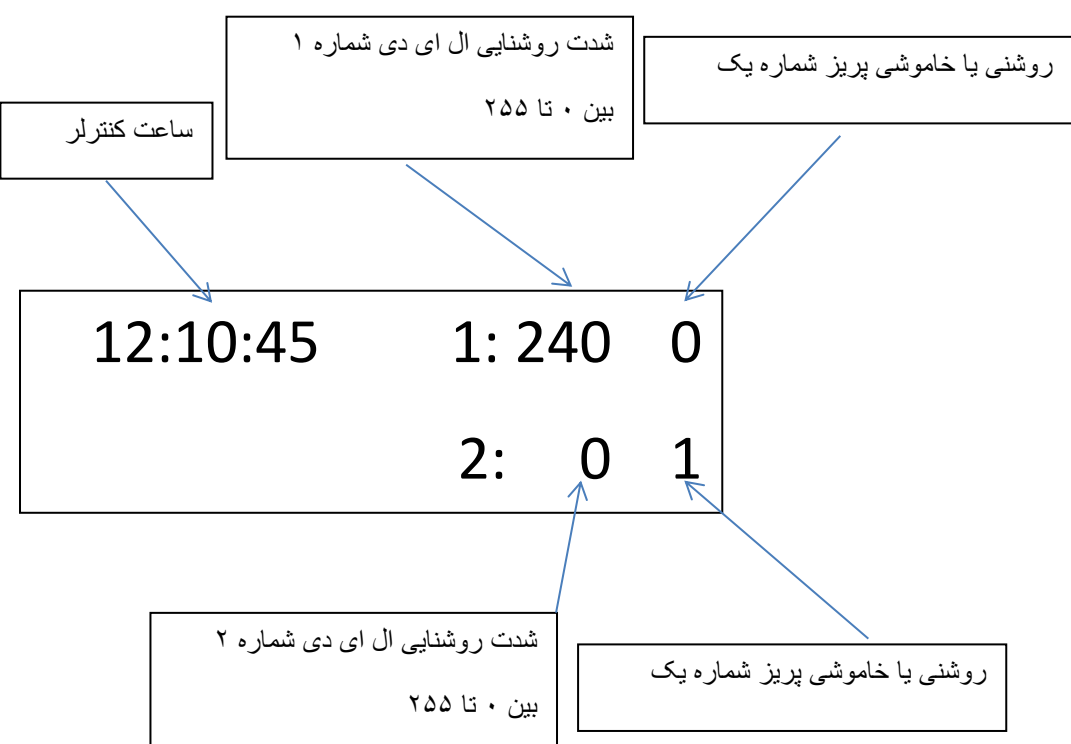 شدت روشنایی ال ای دی شماره ۱
بین ۰ تا ۲۵۵
روشنی یا خاموشی پریز شماره یک
ساعت کنترلر
12:10:45 1: 240 0
2: 0 1
شدت روشنایی ال ای دی شماره ۲
بین ۰ تا ۲۵۵
روشنی یا خاموشی پریز شماره یک